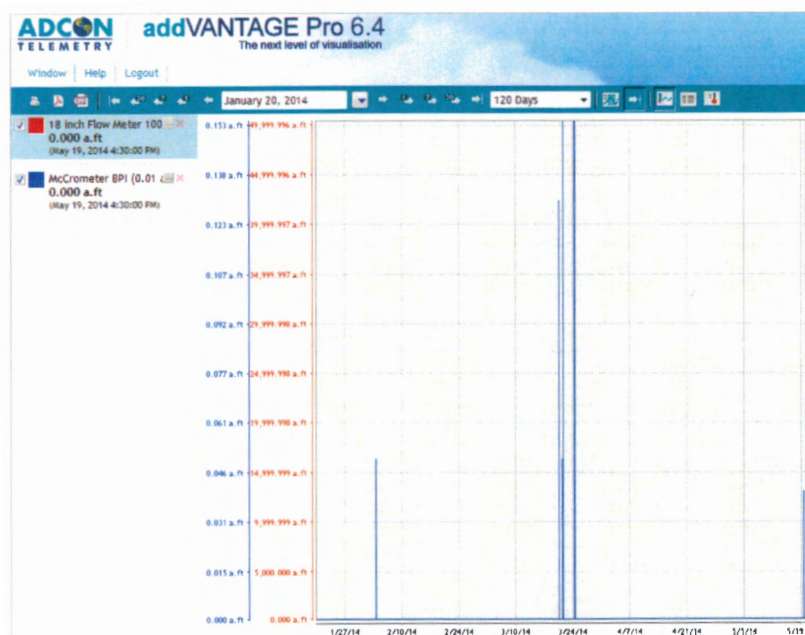 ADCON
TELEMETRY
addVANTAGE Pro 6.4
The next level of visualisation
Window Help Logout
January 20, 2014
120 Days
18 inch Flow Meter 100
0.000 a.ft
(May 19, 2014 4:30:00 PM)
McCrometer BPI (0.01
0.000 a.ft
(May 19, 2014 4:30:00 PM)
0.153 a.ft 49,999.996 a.ft
0.138 a.ft 44,999.996 a.ft
0.123 a.ft 39,999.997 a.ft
0.107 a.ft 34,999.997 a.ft
0.092 a.ft 29,999.998 a.ft
0.077 a.ft 24,999.998 a.ft
0.061 a.ft 19,999.998 a.ft
0.046 a.ft 14,999.999 a.ft
0.031 a.ft 9,999.999 a.ft
0.015 a.ft 5,000.000 a.ft
0.000 a.ft 0.000 a.ft
1/27/14 2/10/14 2/24/14 3/10/14 3/24/14 4/7/14 4/21/14 5/5/14 5/19